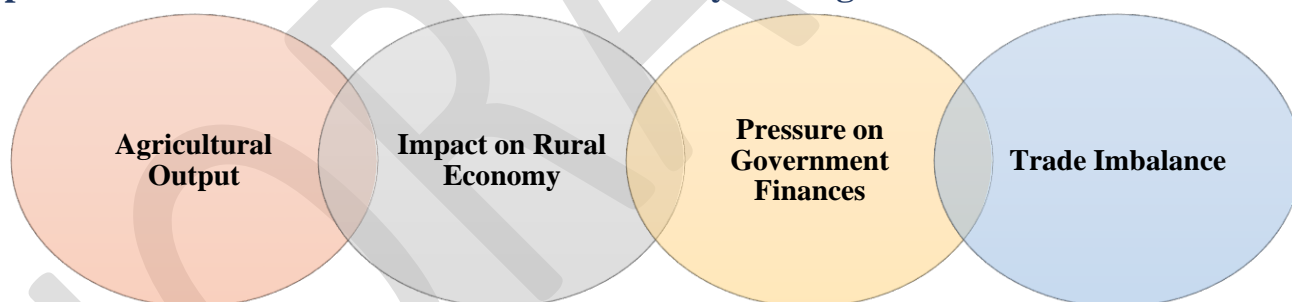 Agricultural
Output
Impact on Rural
Economy
Pressure on
Government
Finances
Trade Imbalance